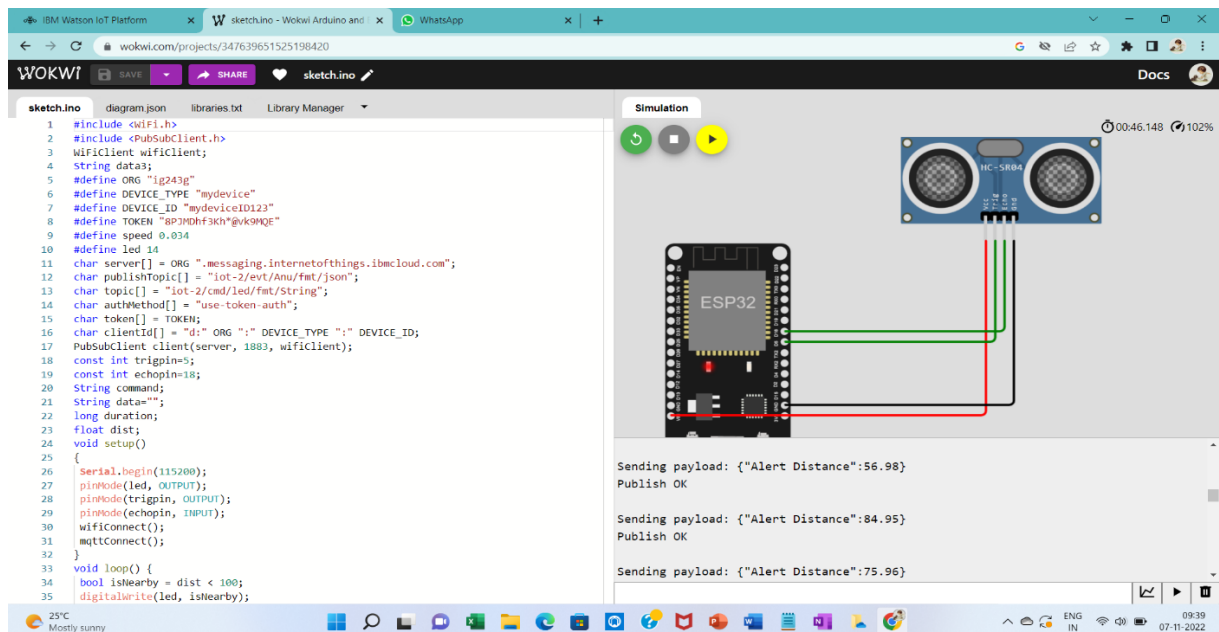 IBM Watson IoT Platform
sketch.ino - Wokwi Arduino and
WhatsApp
wokwi.com/projects/347639651525198420
WOKWI
SAVE
SHARE
sketch.ino
Docs
sketch.ino
diagram.json
libraries.txt
Library Manager
1 #include <WiFi.h>
2 #include <PubSubClient.h>
3 WiFiClient wifiClient;
4 String data3;
5 #define ORG "ig243g"
6 #define DEVICE_TYPE "mydevice"
7 #define DEVICE_ID "mydeviceID123"
8 #define TOKEN "8PJMDhf3Kh*@vk9MQE"
9 #define speed 0.034
10 #define led 14
11 char server[] = ORG ".messaging.internetofthings.ibmcloud.com";
12 char publishTopic[] = "iot-2/evt/Anu/fmt/json";
13 char topic[] = "iot-2/cmd/led/fmt/String";
14 char authMethod[] = "use-token-auth";
15 char token[] = TOKEN;
16 char clientId[] = "d:" ORG ":" DEVICE_TYPE ":" DEVICE_ID;
17 PubSubClient client(server, 1883, wifiClient);
18 const int trigpin=5;
19 const int echopin=18;
20 String command;
21 String data="";
22 long duration;
23 float dist;
24 void setup()
25 {
26 Serial.begin(115200);
27 pinMode(led, OUTPUT);
28 pinMode(trigpin, OUTPUT);
29 pinMode(echopin, INPUT);
30 wifiConnect();
31 mqttConnect();
32 }
33 void loop() {
34 bool isNearby = dist < 100;
35 digitalWrite(led, isNearby);
Simulation
00:46.148 102%
HC-SR04
Vcc
Trig
Echo
Gnd
ESP32
Sending payload: {"Alert Distance":56.98}
Publish OK
Sending payload: {"Alert Distance":84.95}
Publish OK
Sending payload: {"Alert Distance":75.96}
25°C
Mostly sunny
ENG
IN
09:39
07-11-2022